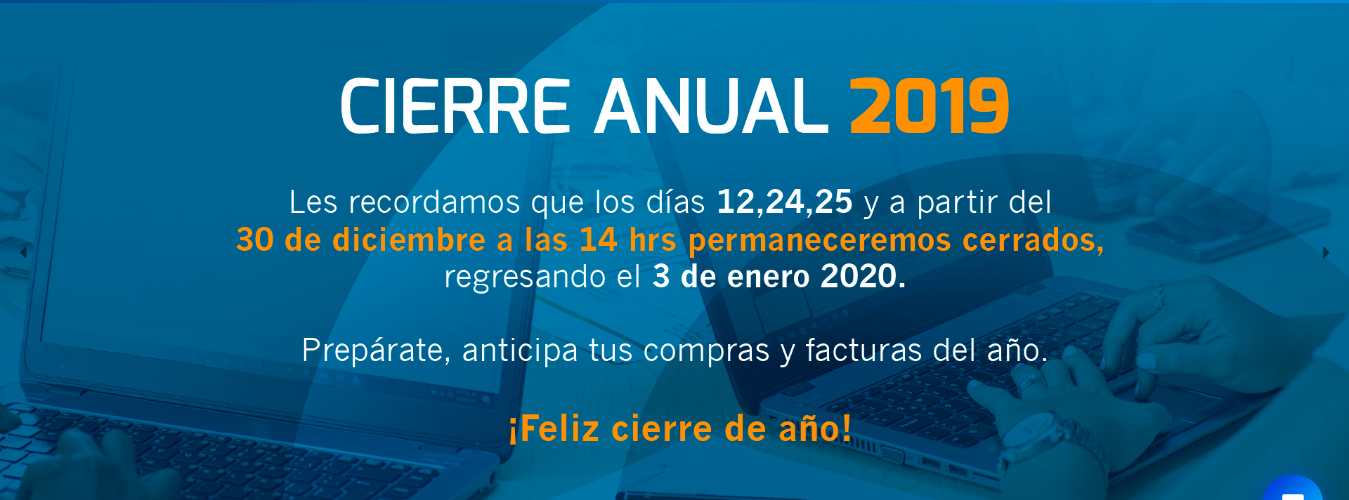 CIERRE ANUAL 2019
Les recordamos que los días 12,24,25 y a partir del
30 de diciembre a las 14 hrs permaneceremos cerrados,
regresando el 3 de enero 2020.
Prepárate, anticipa tus compras y facturas del año.
¡Feliz cierre de año!